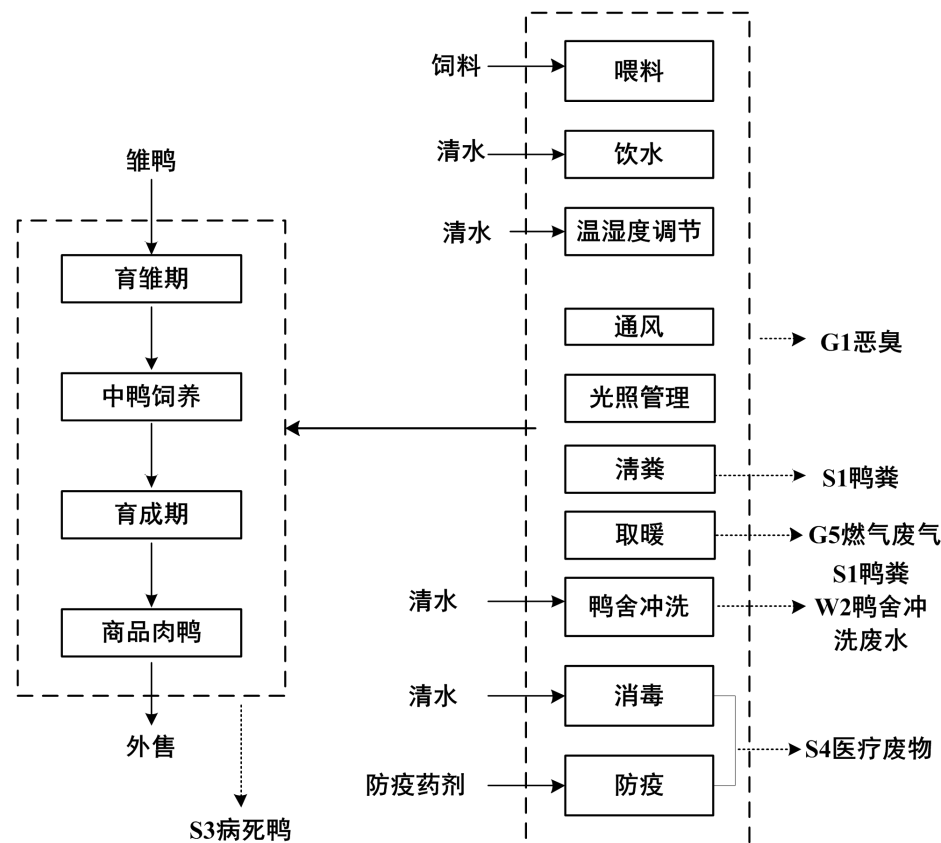 雏鸭
育雏期
中鸭饲养
育成期
商品肉鸭
外售
S3病死鸭
饲料
喂料
清水
饮水
清水
温湿度调节
通风
G1恶臭
光照管理
清粪
S1鸭粪
取暖
G5燃气废气
清水
鸭舍冲洗
S1鸭粪
W2鸭舍冲
洗废水
清水
消毒
S4医疗废物
防疫药剂
防疫